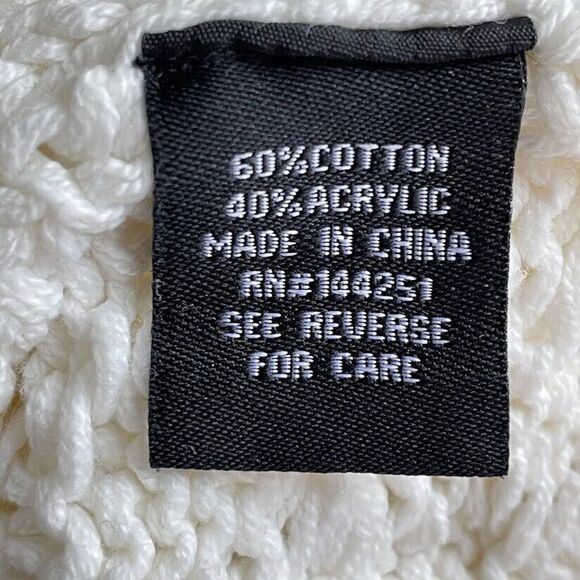 60%COTTON
40%ACRYLIC
MADE IN CHINA
RN#144251
SEE REVERSE
FOR CARE